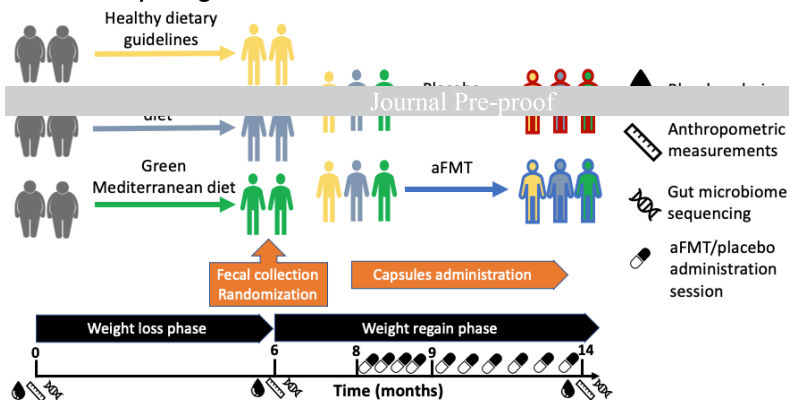 Healthy dietary
guidelines
Journal Pre-proof
diet
Green
Mediterranean diet
aFMT
Anthropometric
measurements
Gut microbiome
sequencing
aFMT/placebo
administration
session
Fecal collection
Randomization
Capsules administration
Weight loss phase
Weight regain phase
0
6
8
9
14
Time (months)